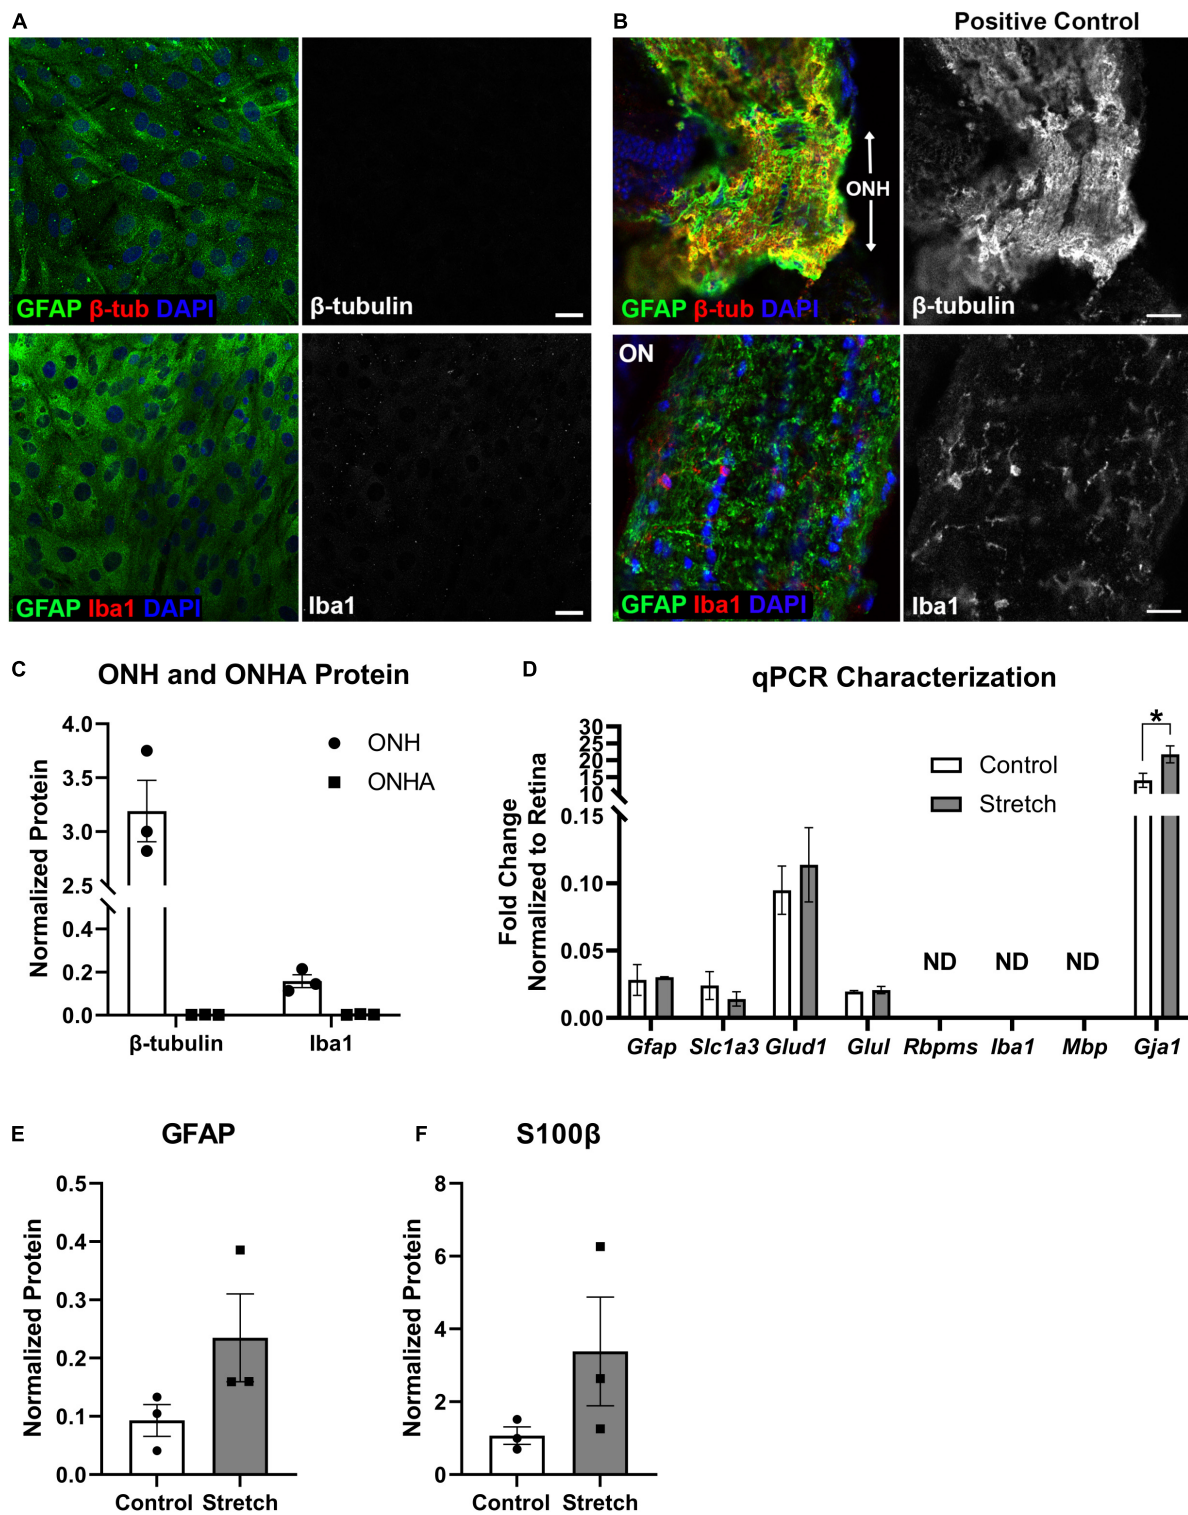 A
B
Positive Control
GFAP β-tub DAPI
β-tubulin
ONH
GFAP β-tub DAPI
β-tubulin
GFAP Iba1 DAPI
Iba1
ON
GFAP Iba1 DAPI
Iba1
C
ONH and ONHA Protein
Normalized Protein
4.0
3.5
3.0
2.5
0.4
0.2
0.0
ONH
ONHA
β-tubulin
Iba1
D
qPCR Characterization
Fold Change
Normalized to Retina
30
25
20
15
10
0.15
0.10
0.05
0.00
Control
Stretch
*
ND ND ND
Gfap Slc1a3 Glud1 Glul Rbpms Iba1 Mbp Gja1
E
GFAP
Normalized Protein
0.5
0.4
0.3
0.2
0.1
0.0
Control Stretch
F
S100β
Normalized Protein
8
6
4
2
0
Control Stretch